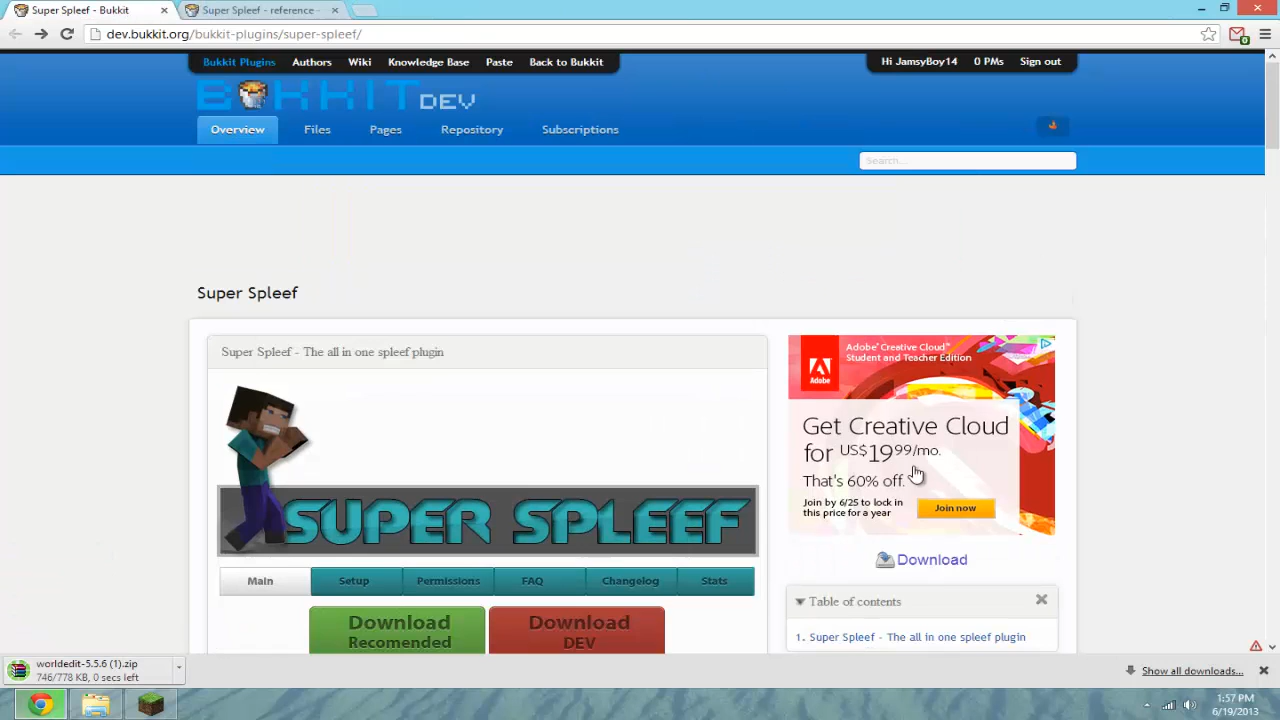 Super Spleef - Bukkit
Super Spleef - reference -
dev.bukkit.org/bukkit-plugins/super-spleef/
Bukkit Plugins Authors Wiki Knowledge Base Paste Back to Bukkit
Hi JamsyBoy14 0 PMs Sign out
BUKKIT DEV
Overview Files Pages Repository Subscriptions
Search...
Super Spleef
Super Spleef - The all in one spleef plugin
SUPER SPLEEF
Main Setup Permissions FAQ Changelog Stats
Download
Recomended
Download
DEV
Adobe® Creative Cloud™
Student and Teacher Edition
Adobe
Get Creative Cloud
for US$19⁹⁹/mo.
That's 60% off.
Join by 6/25 to lock in
this price for a year
Join now
Download
Table of contents
1. Super Spleef - The all in one spleef plugin
worldedit-5.5.6 (1).zip
746/778 KB, 0 secs left
Show all downloads...
1:57 PM
6/19/2013